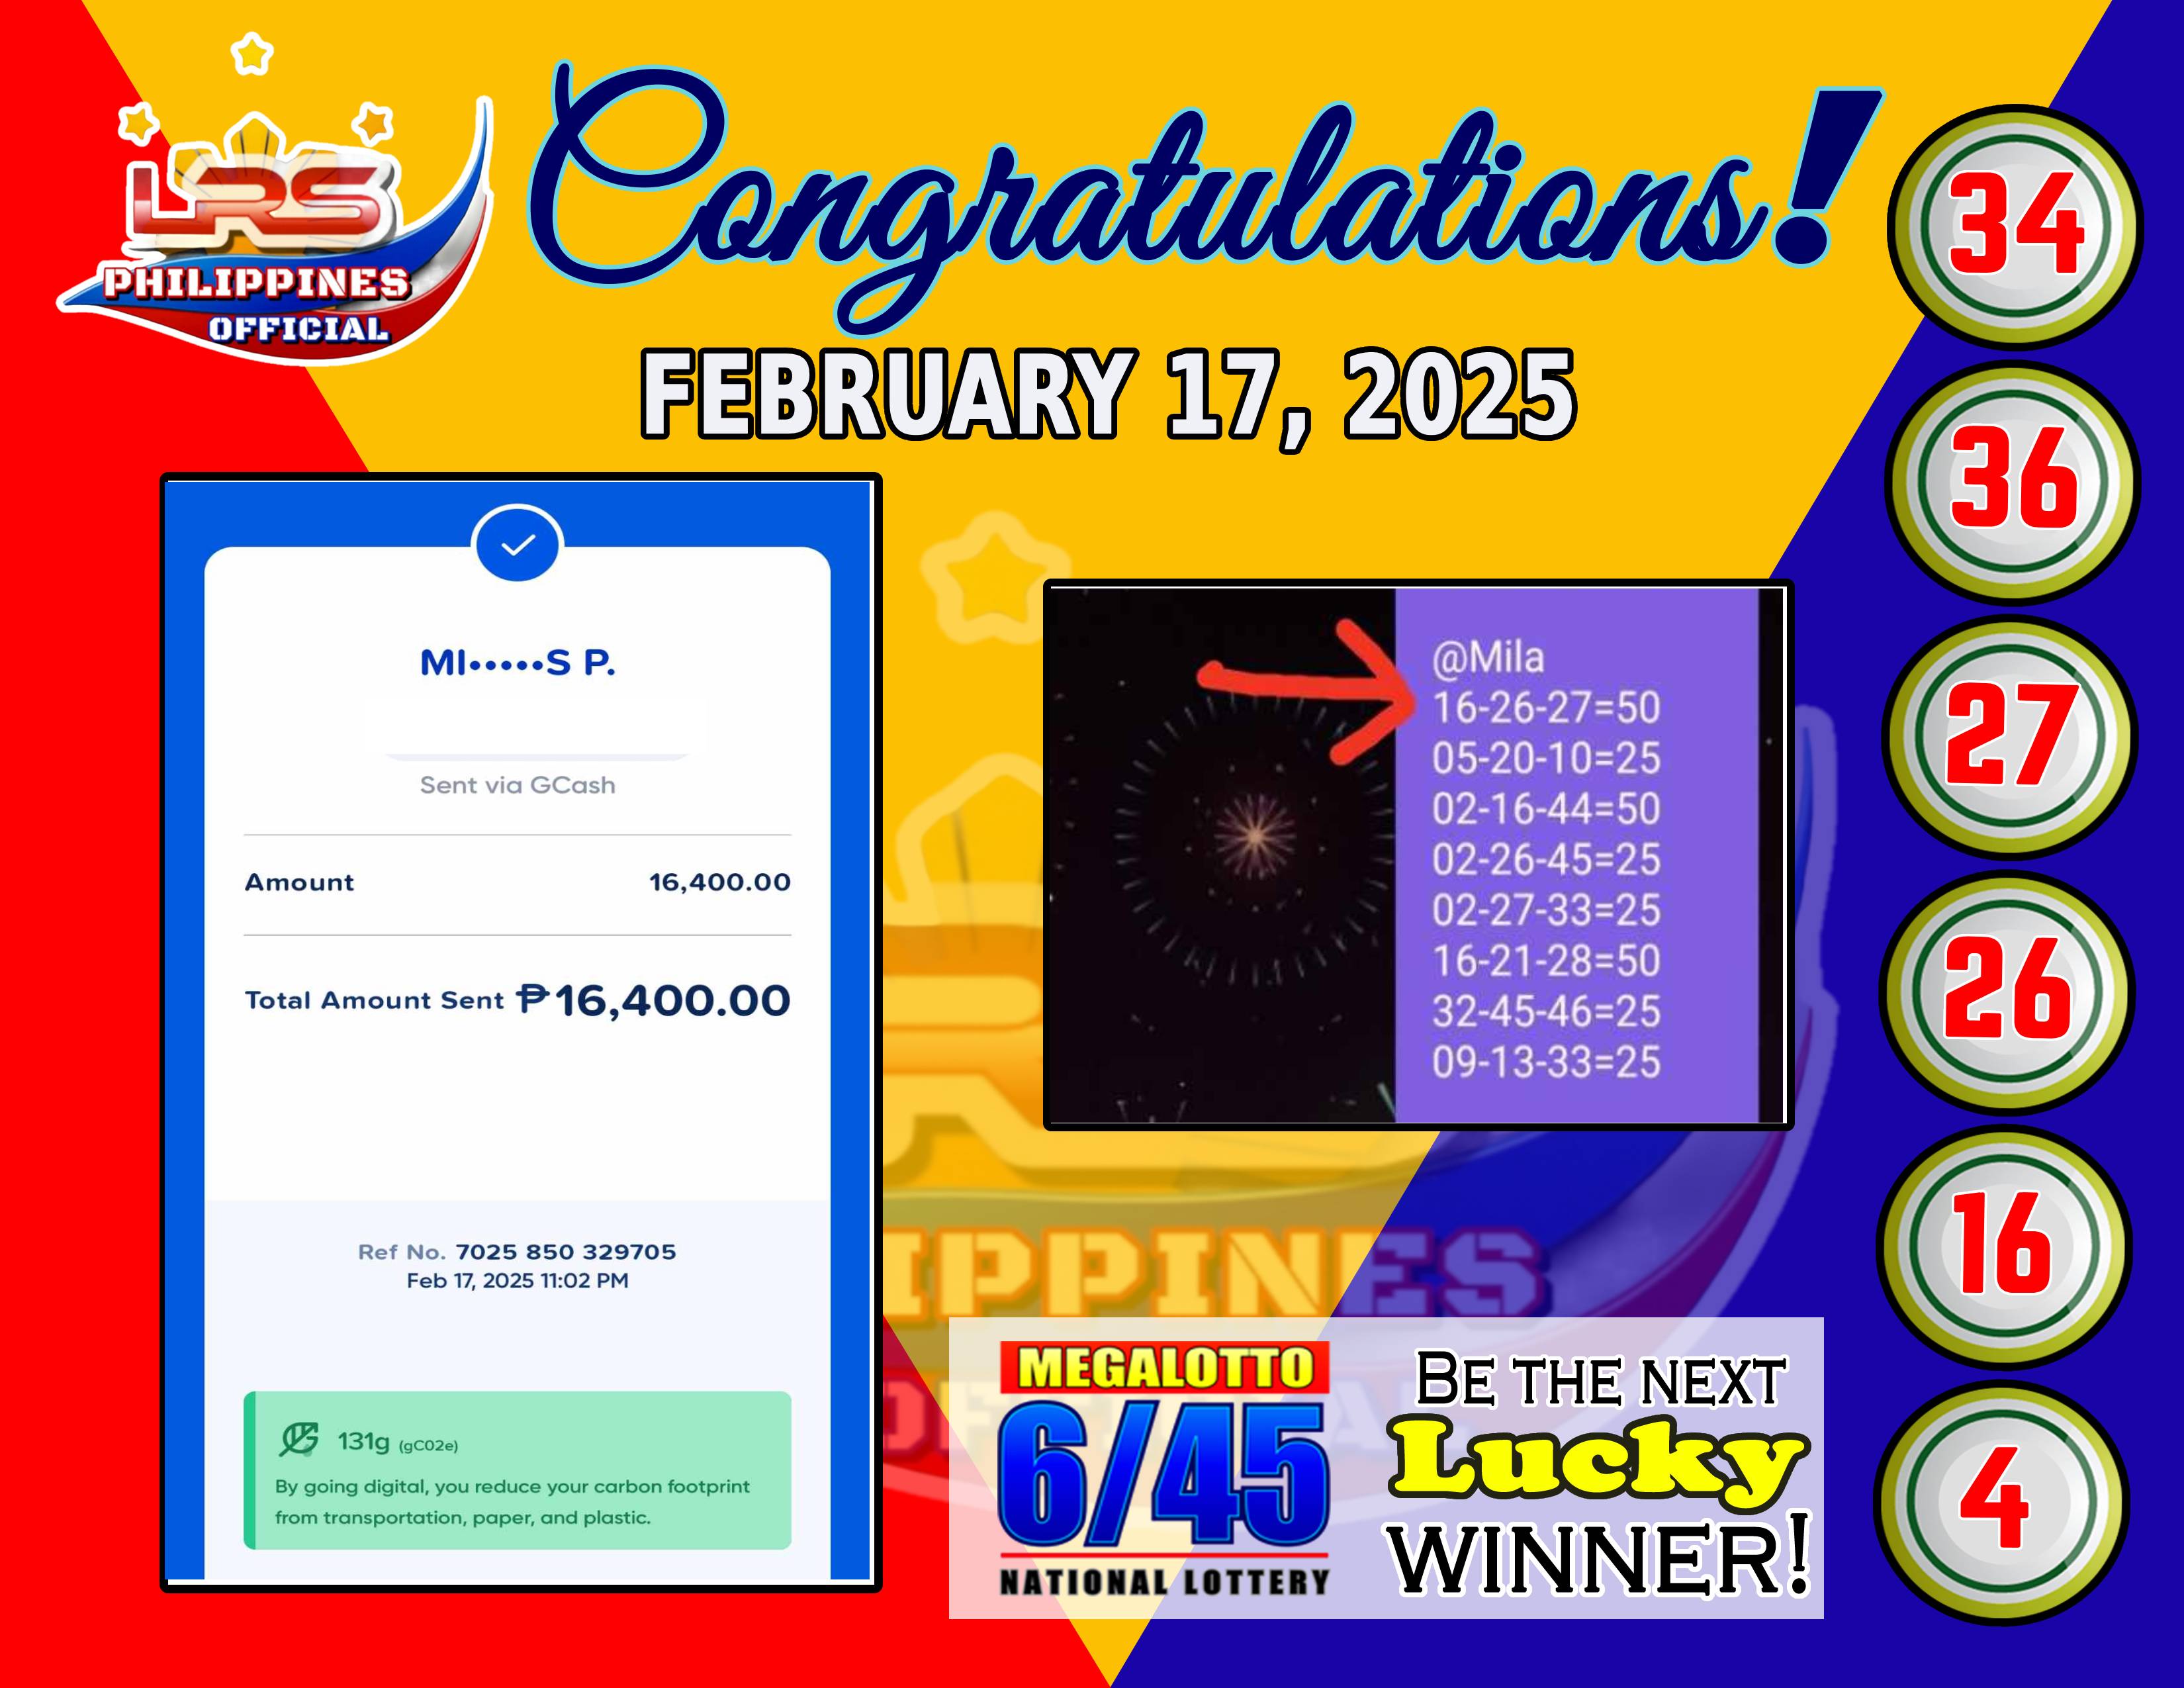 LRS
PHILIPPINES
OFFICIAL
Congratulations!
FEBRUARY 17, 2025
MI•••••S P.
Sent via GCash
Amount 16,400.00
Total Amount Sent ₱16,400.00
Ref No. 7025 850 329705
Feb 17, 2025 11:02 PM
131g (gC02e)
By going digital, you reduce your carbon footprint
from transportation, paper, and plastic.
@Mila
16-26-27=50
05-20-10=25
02-16-44=50
02-26-45=25
02-27-33=25
16-21-28=50
32-45-46=25
09-13-33=25
MEGALOTTO
6/45
NATIONAL LOTTERY
BE THE NEXT
Lucky
WINNER!
34
36
27
26
16
4